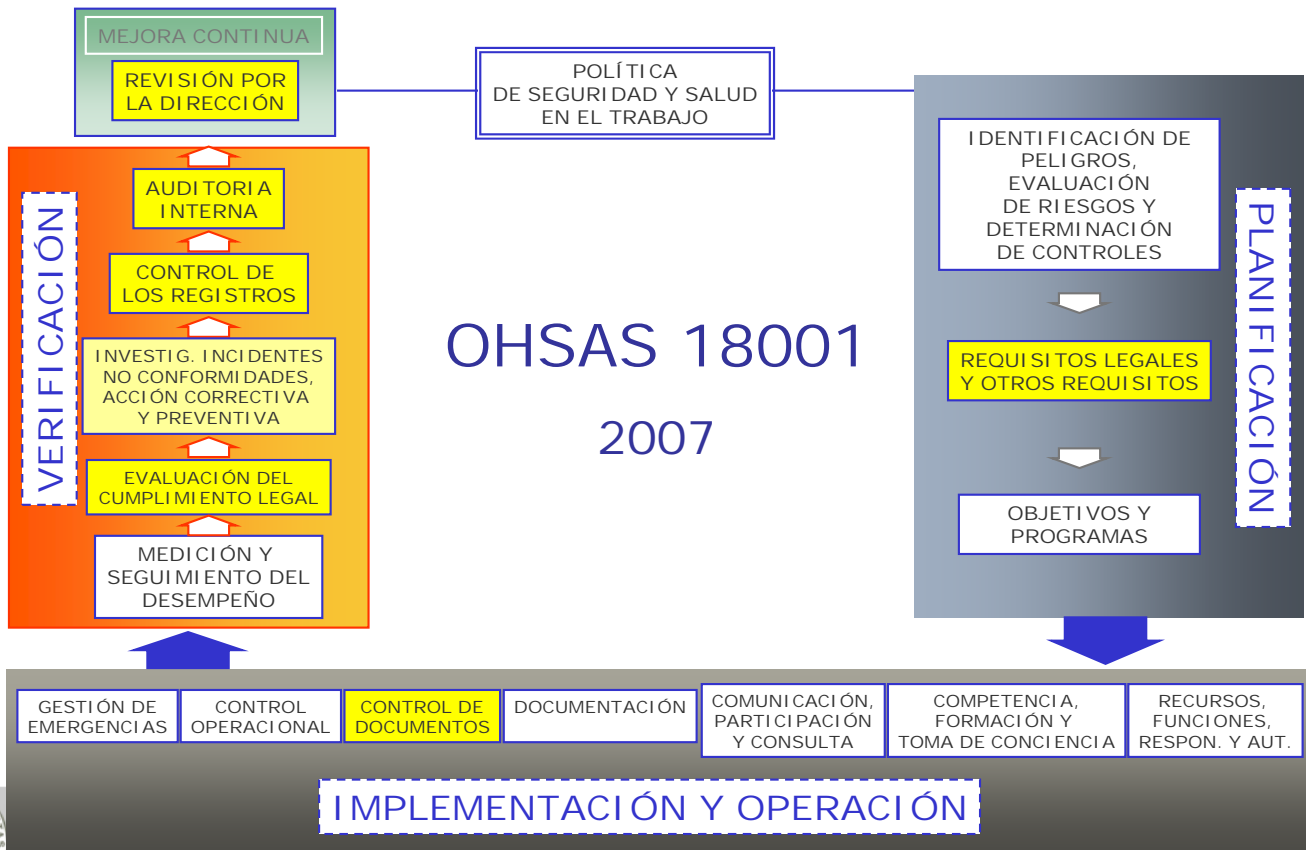 MEJORA CONTINUA
REVISIÓN POR
LA DIRECCIÓN
POLÍTICA
DE SEGURIDAD Y SALUD
EN EL TRABAJO
IDENTIFICACIÓN DE
PELIGROS,
EVALUACIÓN
DE RIESGOS Y
DETERMINACIÓN
DE CONTROLES
REQUISITOS LEGALES
Y OTROS REQUISITOS
OBJETIVOS Y
PROGRAMAS
PLANIFICACIÓN
VERIFICACIÓN
AUDITORIA
INTERNA
CONTROL DE
LOS REGISTROS
INVESTIG. INCIDENTES
NO CONFORMIDADES,
ACCIÓN CORRECTIVA
Y PREVENTIVA
EVALUACIÓN DEL
CUMPLIMIENTO LEGAL
MEDICIÓN Y
SEGUIMIENTO DEL
DESEMPEÑO
OHSAS 18001
2007
GESTIÓN DE
EMERGENCIAS
CONTROL
OPERACIONAL
CONTROL DE
DOCUMENTOS
DOCUMENTACIÓN
COMUNICACIÓN,
PARTICIPACIÓN
Y CONSULTA
COMPETENCIA,
FORMACIÓN Y
TOMA DE CONCIENCIA
RECURSOS,
FUNCIONES,
RESPON. Y AUT.
IMPLEMENTACIÓN Y OPERACIÓN